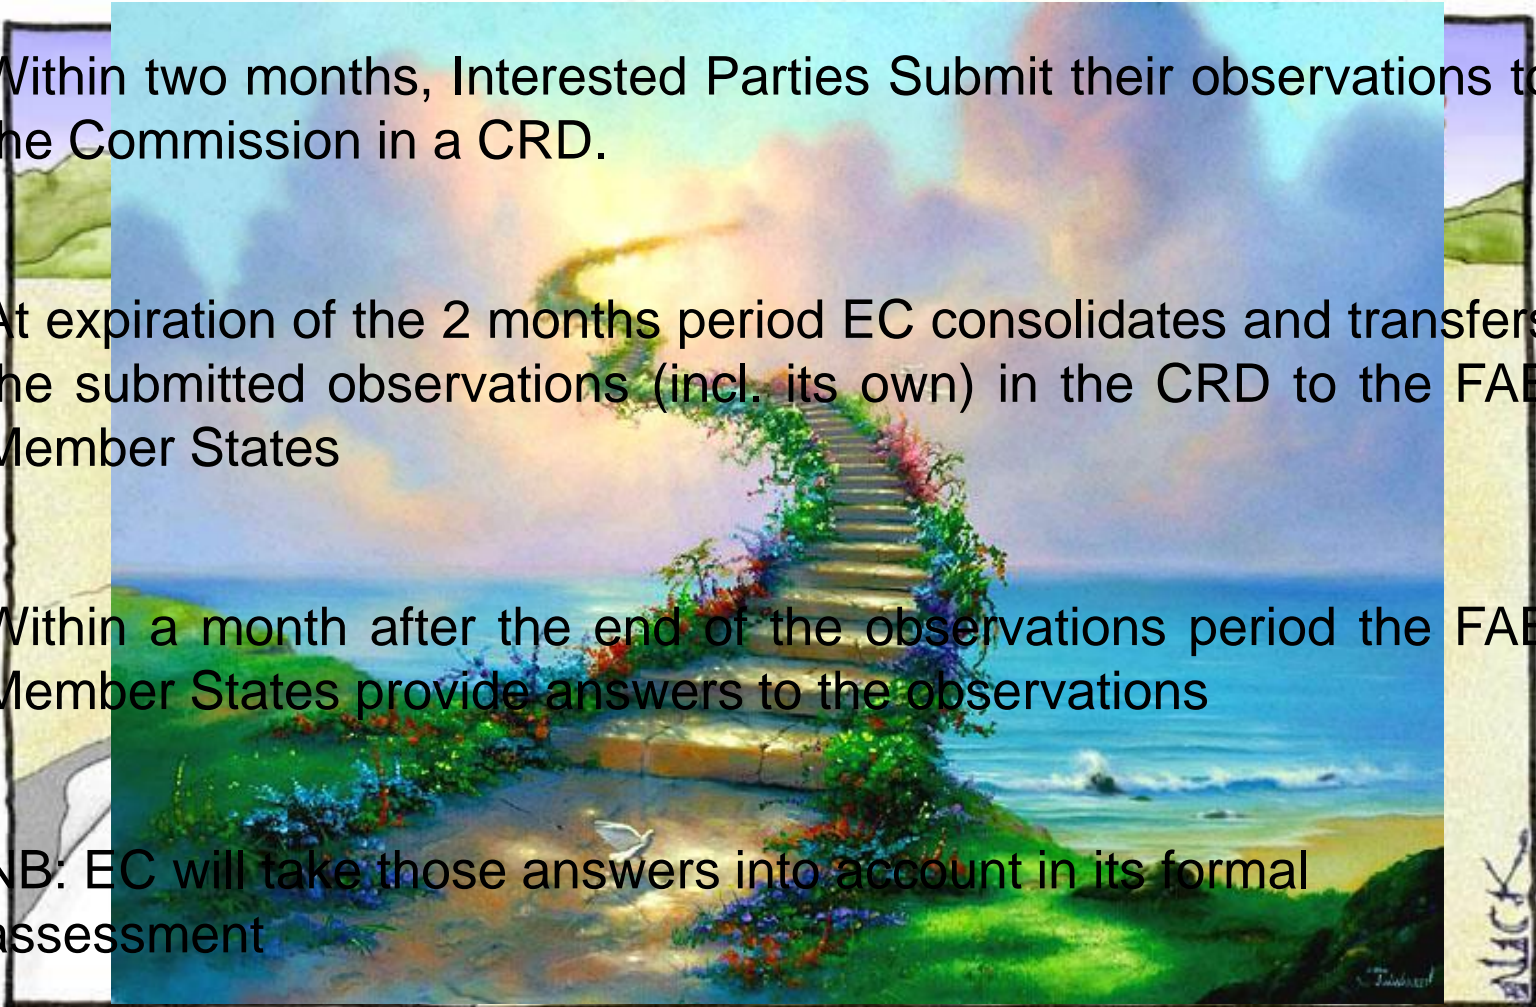 Within two months, Interested Parties Submit their observations to
the Commission in a CRD.
At expiration of the 2 months period EC consolidates and transfers
the submitted observations (incl. its own) in the CRD to the FAB
Member States
Within a month after the end of the observations period the FAB
Member States provide answers to the observations
NB: EC will take those answers into account in its formal
assessment